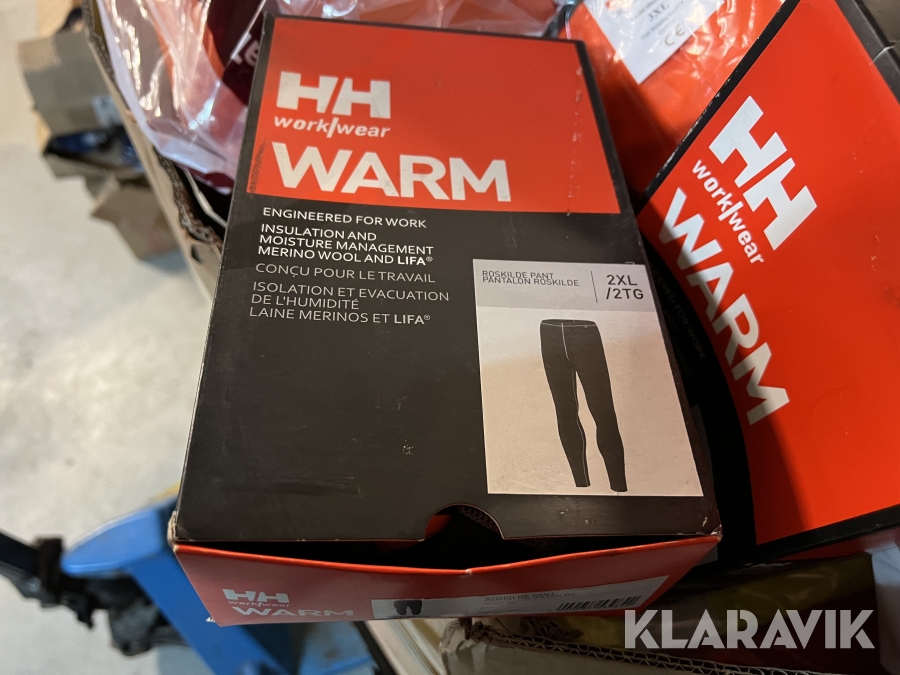 HH
work/wear
WARM
ENGINEERED FOR WORK
INSULATION AND
MOISTURE MANAGEMENT
MERINO WOOL AND LIFA®
CONÇU POUR LE TRAVAIL
ISOLATION ET EVACUATION
DE L'HUMIDITÉ
LAINE MERINOS ET LIFA®
ROSKILDE PANT
PANTALON ROSKILDE
2XL
/2TG
HH
work/wear
WARM
HH
work/wear
WARM
3XL
CE
KLARAVIK